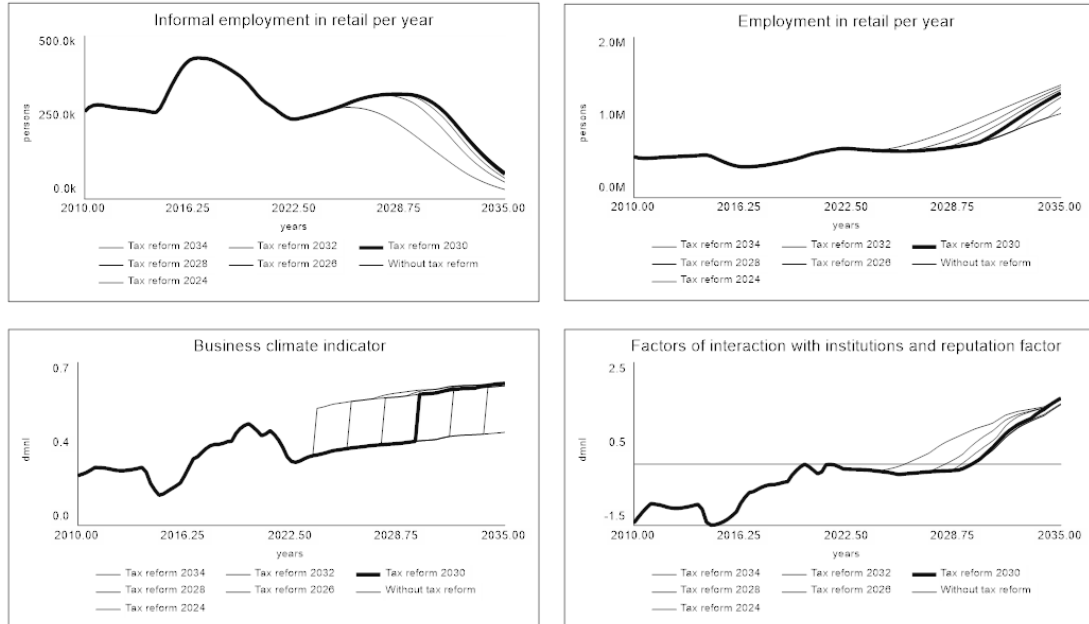 Informal employment in retail per year
500.0k
250.0k
0.0k
persons
2010.00 2016.25 2022.50 2028.75 2035.00
years
Tax reform 2034 Tax reform 2032 Tax reform 2030
Tax reform 2028 Tax reform 2026 Without tax reform
Tax reform 2024
Employment in retail per year
2.0M
1.0M
0.0M
persons
2010.00 2016.25 2022.50 2028.75 2035.00
years
Tax reform 2034 Tax reform 2032 Tax reform 2030
Tax reform 2028 Tax reform 2026 Without tax reform
Tax reform 2024
Business climate indicator
0.7
0.4
0.0
dmnl
2010.00 2016.25 2022.50 2028.75 2035.00
years
Tax reform 2034 Tax reform 2032 Tax reform 2030
Tax reform 2028 Tax reform 2026 Without tax reform
Tax reform 2024
Factors of interaction with institutions and reputation factor
2.5
0.5
-1.5
dmnl
2010.00 2016.25 2022.50 2028.75 2035.00
years
Tax reform 2034 Tax reform 2032 Tax reform 2030
Tax reform 2028 Tax reform 2026 Without tax reform
Tax reform 2024